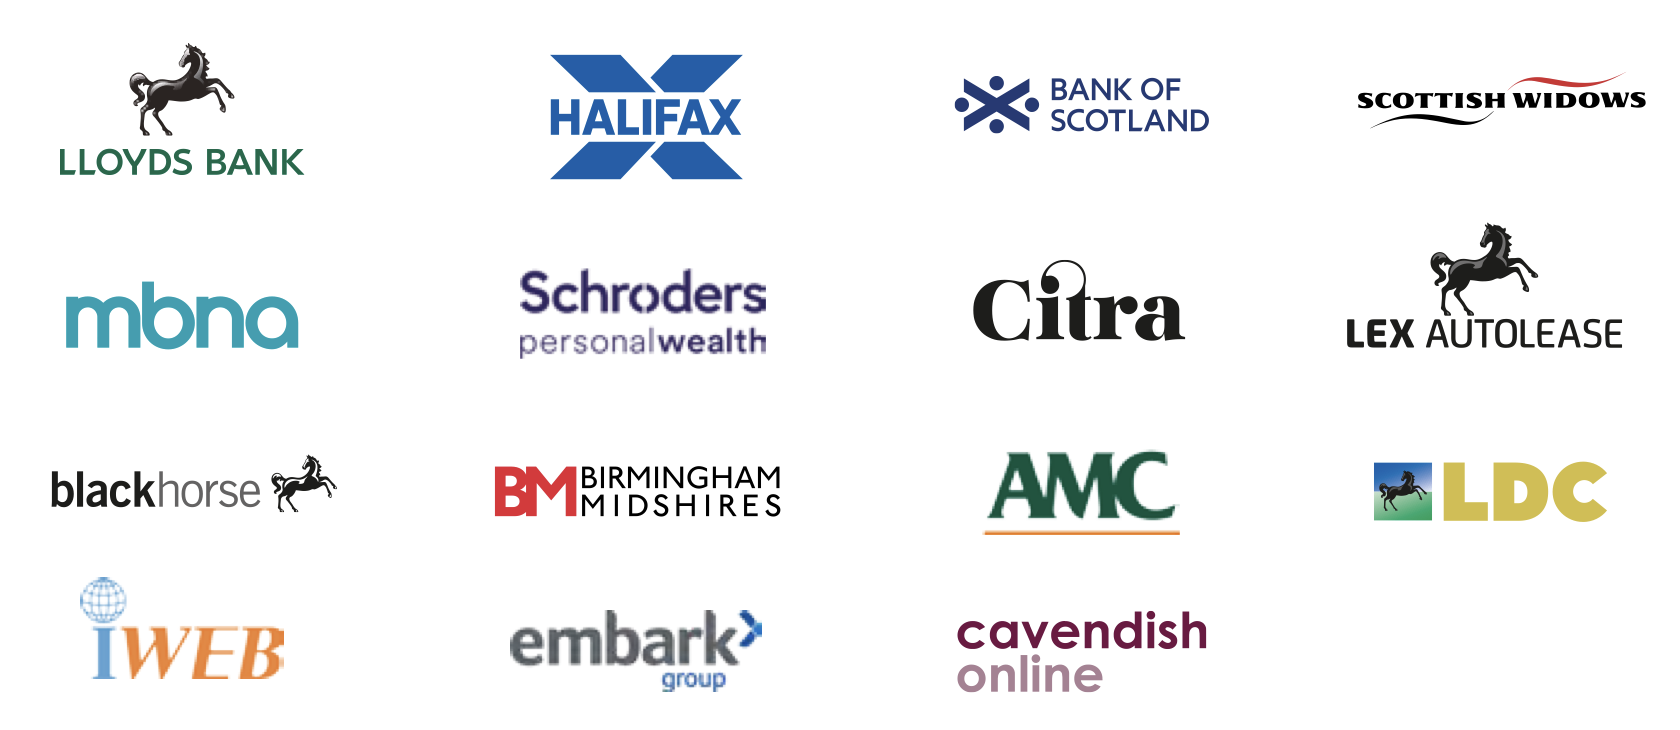 LLOYDS BANK
HALIFAX
BANK OF
SCOTLAND
SCOTTISH WIDOWS
mbna
Schroders
personalwealth
Citra
LEX AUTOLEASE
blackhorse
BM BIRMINGHAM
MIDSHIRES
AMC
LDC
iWEB
embark
group
cavendish
online